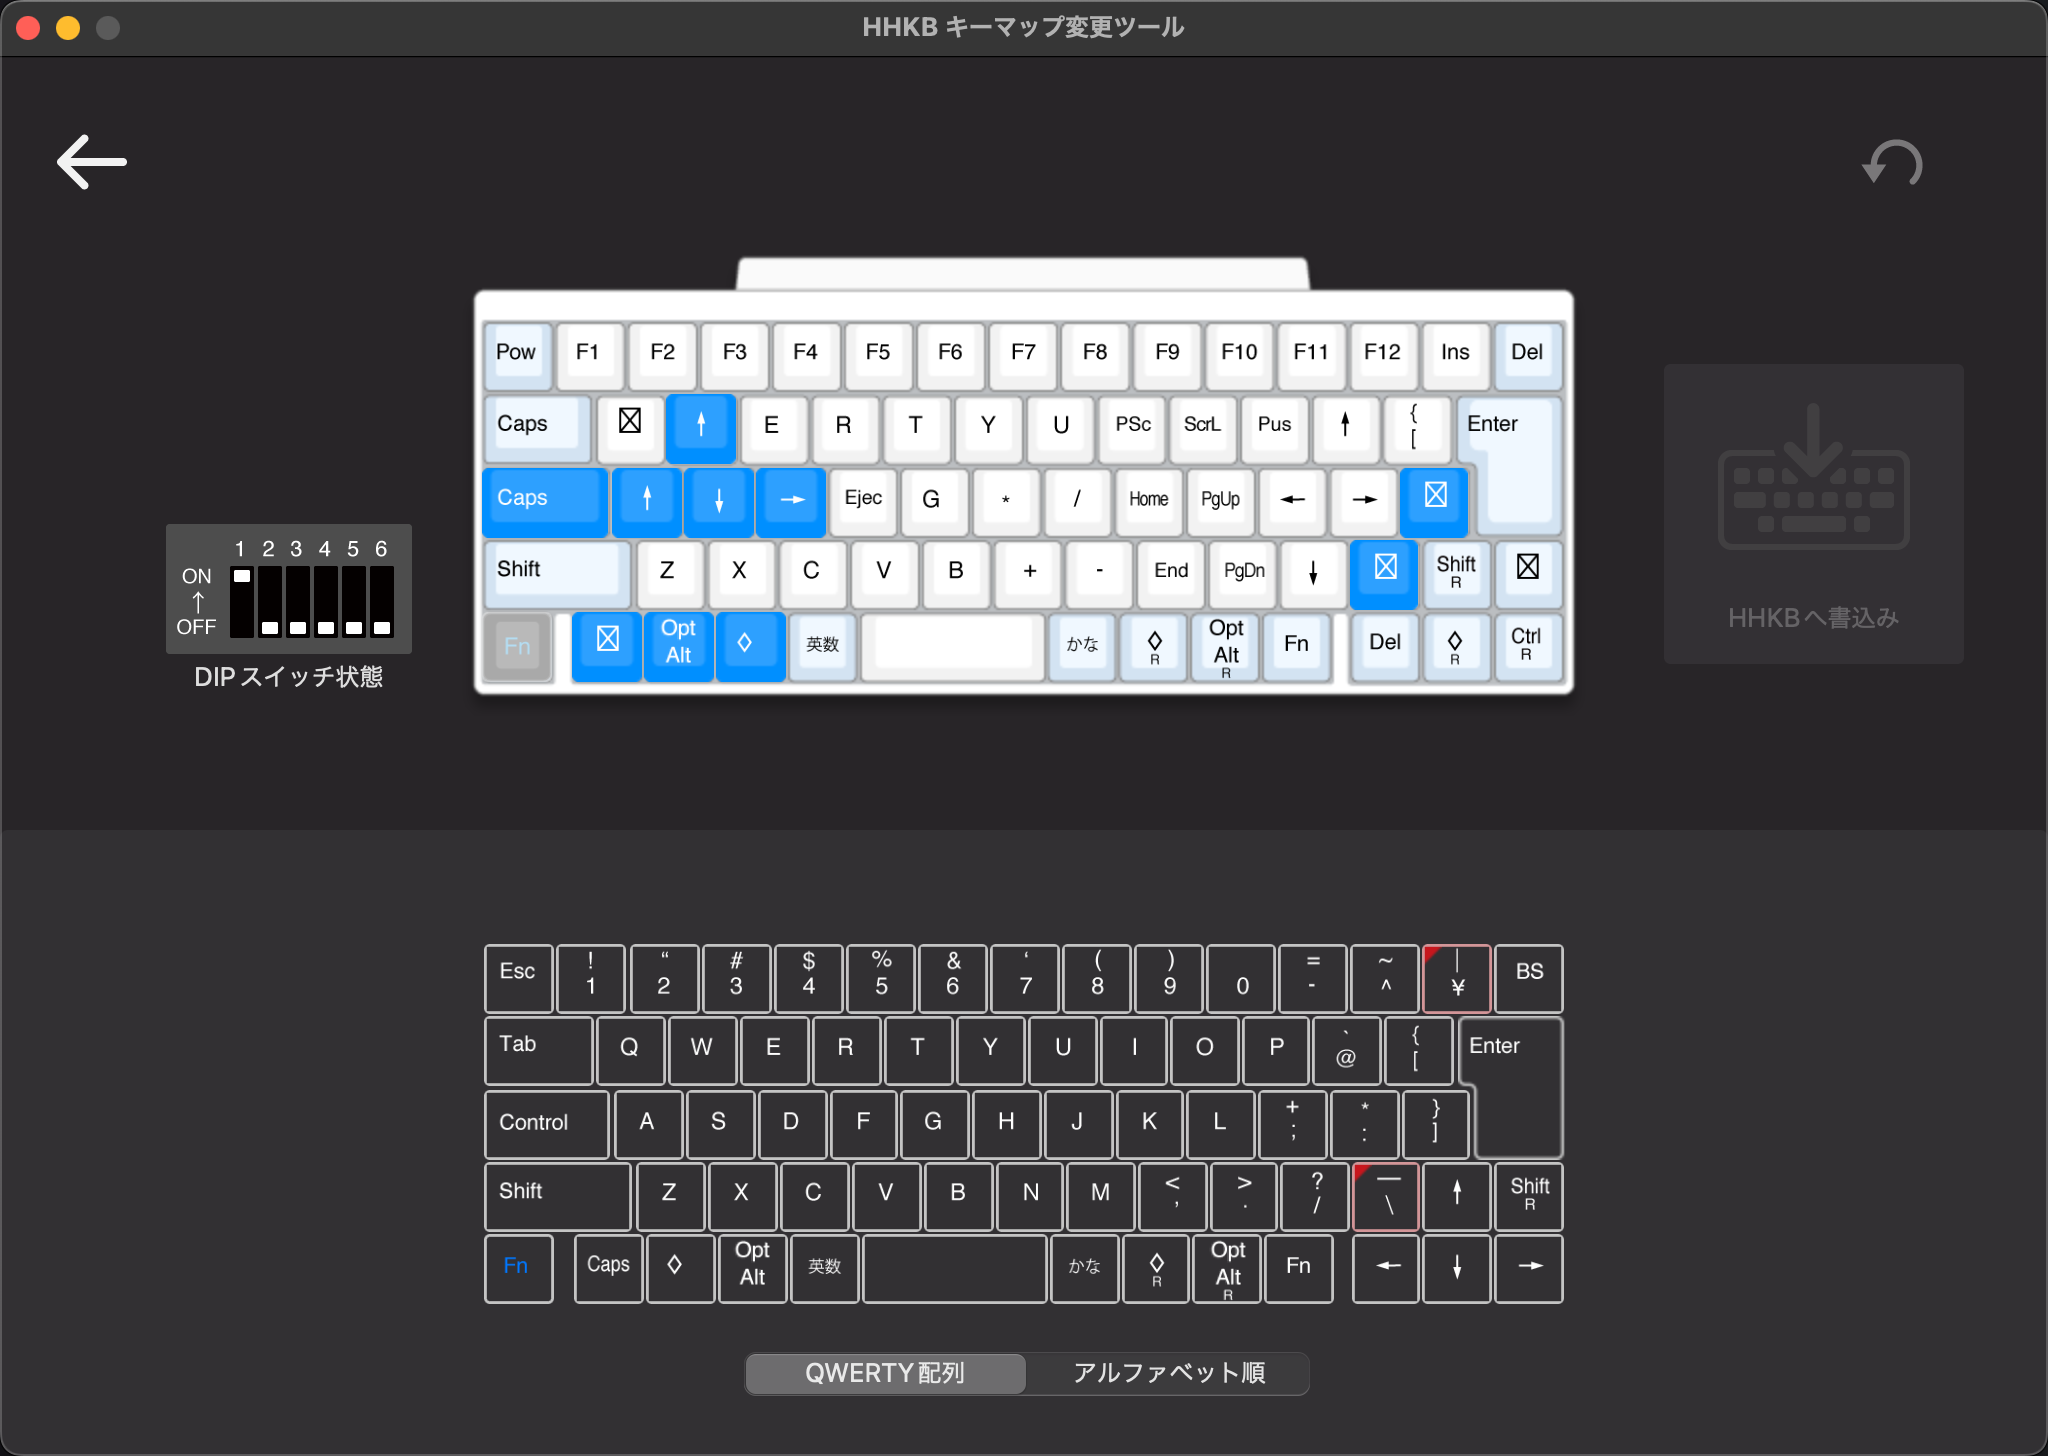 HHKB キーマップ変更ツール
Pow F1 F2 F3 F4 F5 F6 F7 F8 F9 F10 F11 F12 Ins Del
Caps ↑ E R T Y U PSc ScrL Pus ↑ { [ Enter
Caps ↑ ↓ → Ejec G * / Home PgUp ← →
Shift Z X C V B + - End PgDn ↓ Shift R
Fn Opt Alt ◇ 英数 かな ◇ R Opt Alt R Fn Del ◇ R Ctrl R
1 2 3 4 5 6
ON
↑
OFF
DIP スイッチ状態
HHKBへ書込み
Esc ! 1 “ 2 # 3 $ 4 % 5 & 6 ‘ 7 ( 8 ) 9 0 = - ~ ^ | ¥ BS
Tab Q W E R T Y U I O P ` @ { [ Enter
Control A S D F G H J K L + ; * : } ]
Shift Z X C V B N M < , > . ? / — \ ↑ Shift R
Fn Caps ◇ Opt Alt 英数 かな ◇ R Opt Alt R Fn ← ↓ →
QWERTY配列 アルファベット順